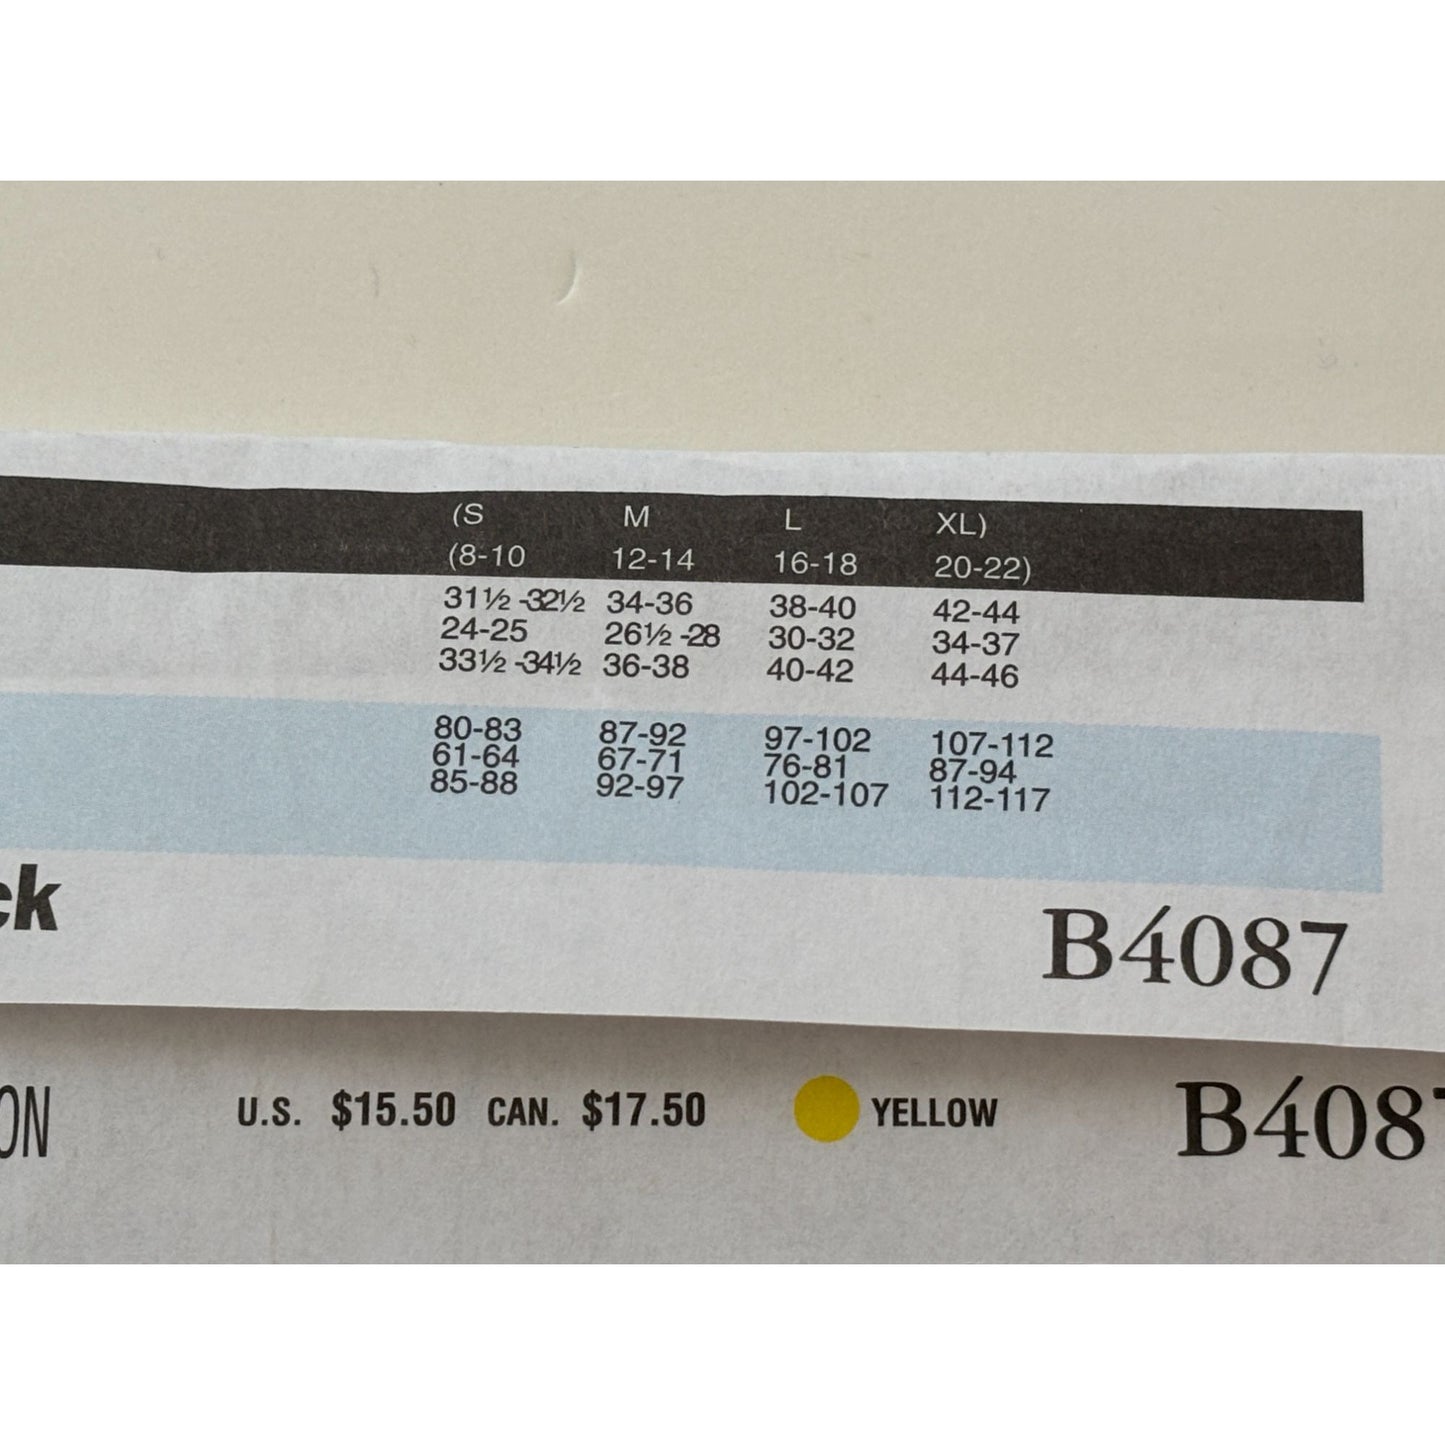 (S M L XL)
(8-10 12-14 16-18 20-22)
31½ -32½ 34-36 38-40 42-44
24-25 26½ -28 30-32 34-37
33½ -34½ 36-38 40-42 44-46
80-83 87-92 97-102 107-112
61-64 67-71 76-81 87-94
85-88 92-97 102-107 112-117
ck
B4087
ON U.S. $15.50 CAN. $17.50 YELLOW B4087